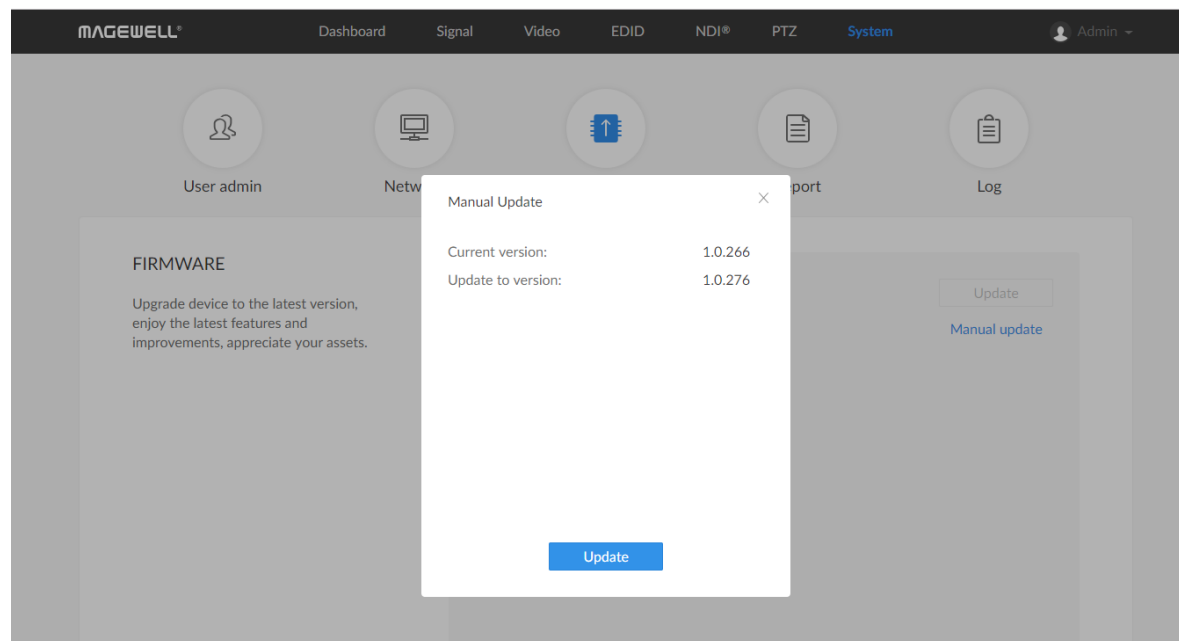 MAGEWELL®
Dashboard Signal Video EDID NDI® PTZ System Admin
User admin Netw port Log
Manual Update
Current version: 1.0.266
Update to version: 1.0.276
Update
FIRMWARE
Upgrade device to the latest version,
enjoy the latest features and
improvements, appreciate your assets.
Update
Manual update